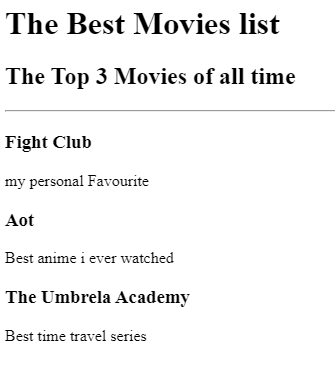 The Best Movies list
The Top 3 Movies of all time
Fight Club
my personal Favourite
Aot
Best anime i ever watched
The Umbrela Academy
Best time travel series